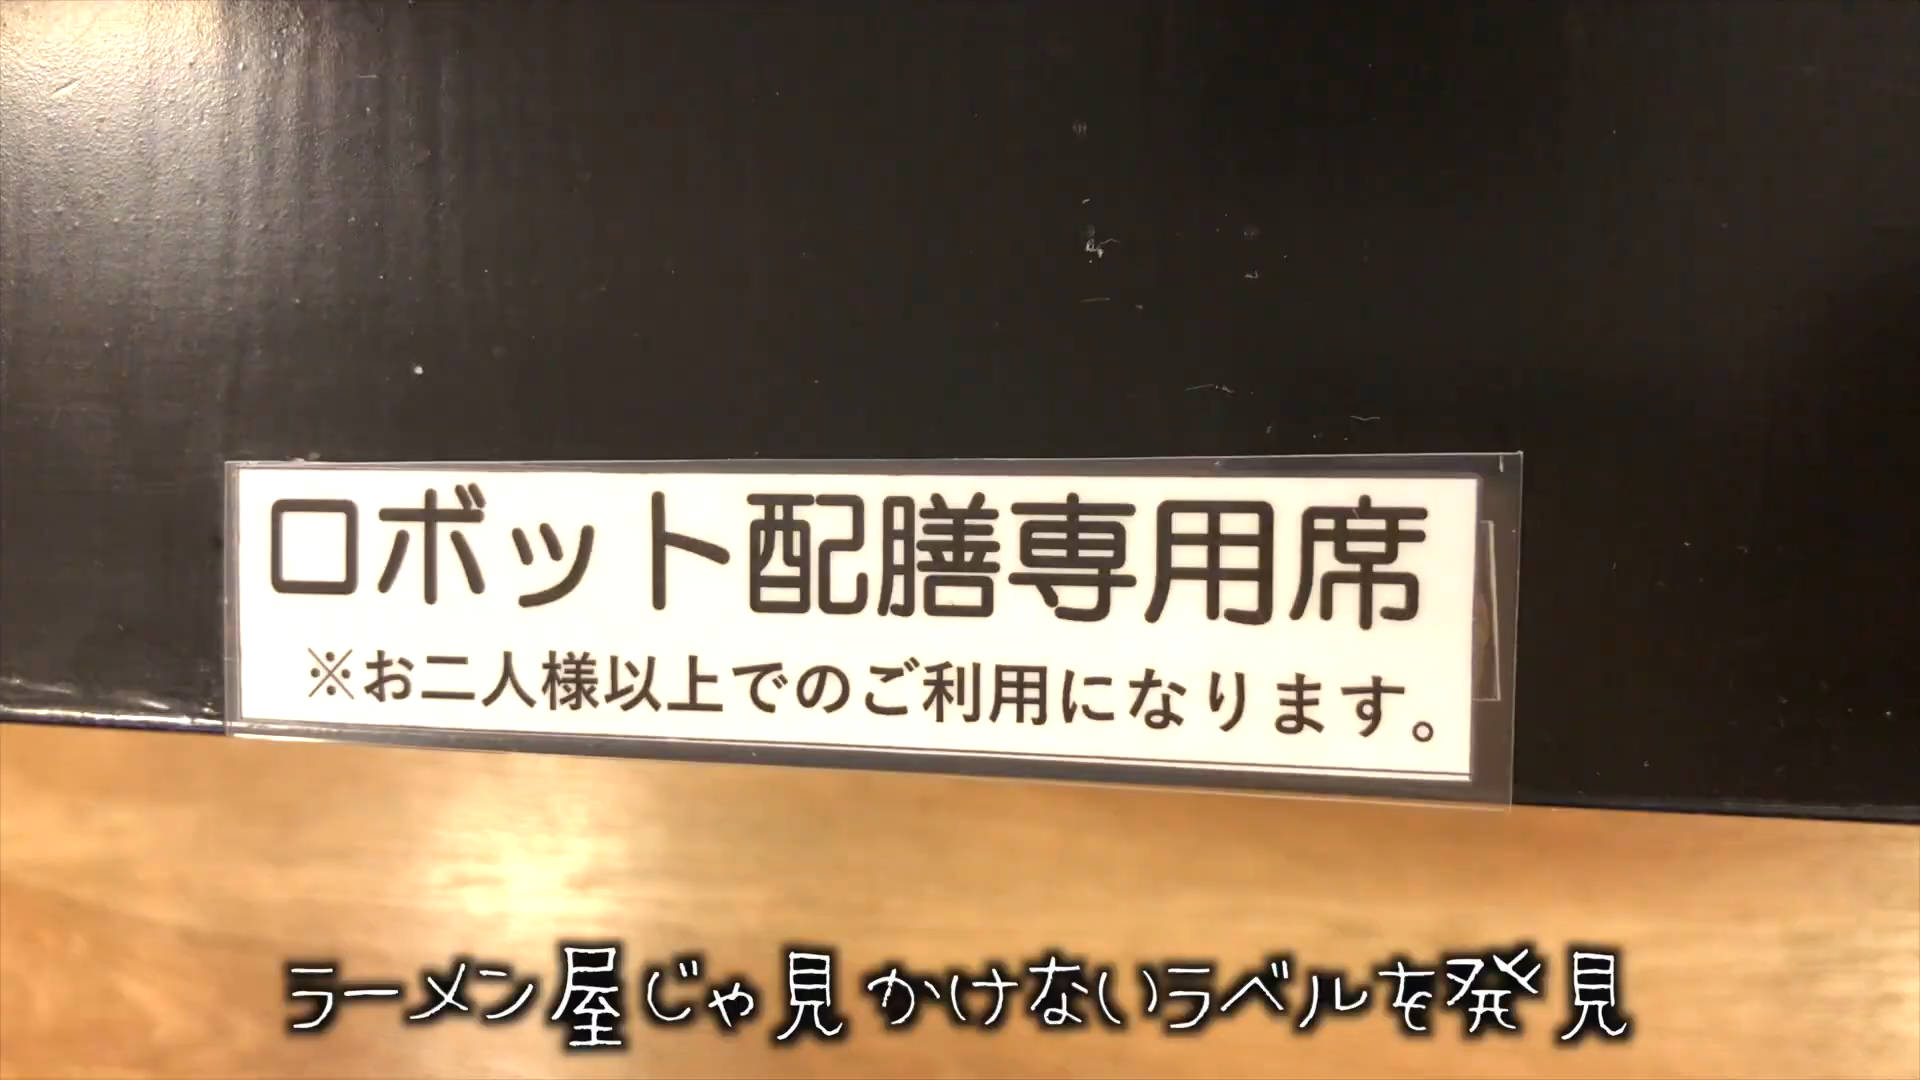 ロボット配膳専用席
※お二人様以上でのご利用になります。
ラーメン屋じゃ見かけないラベルを発見